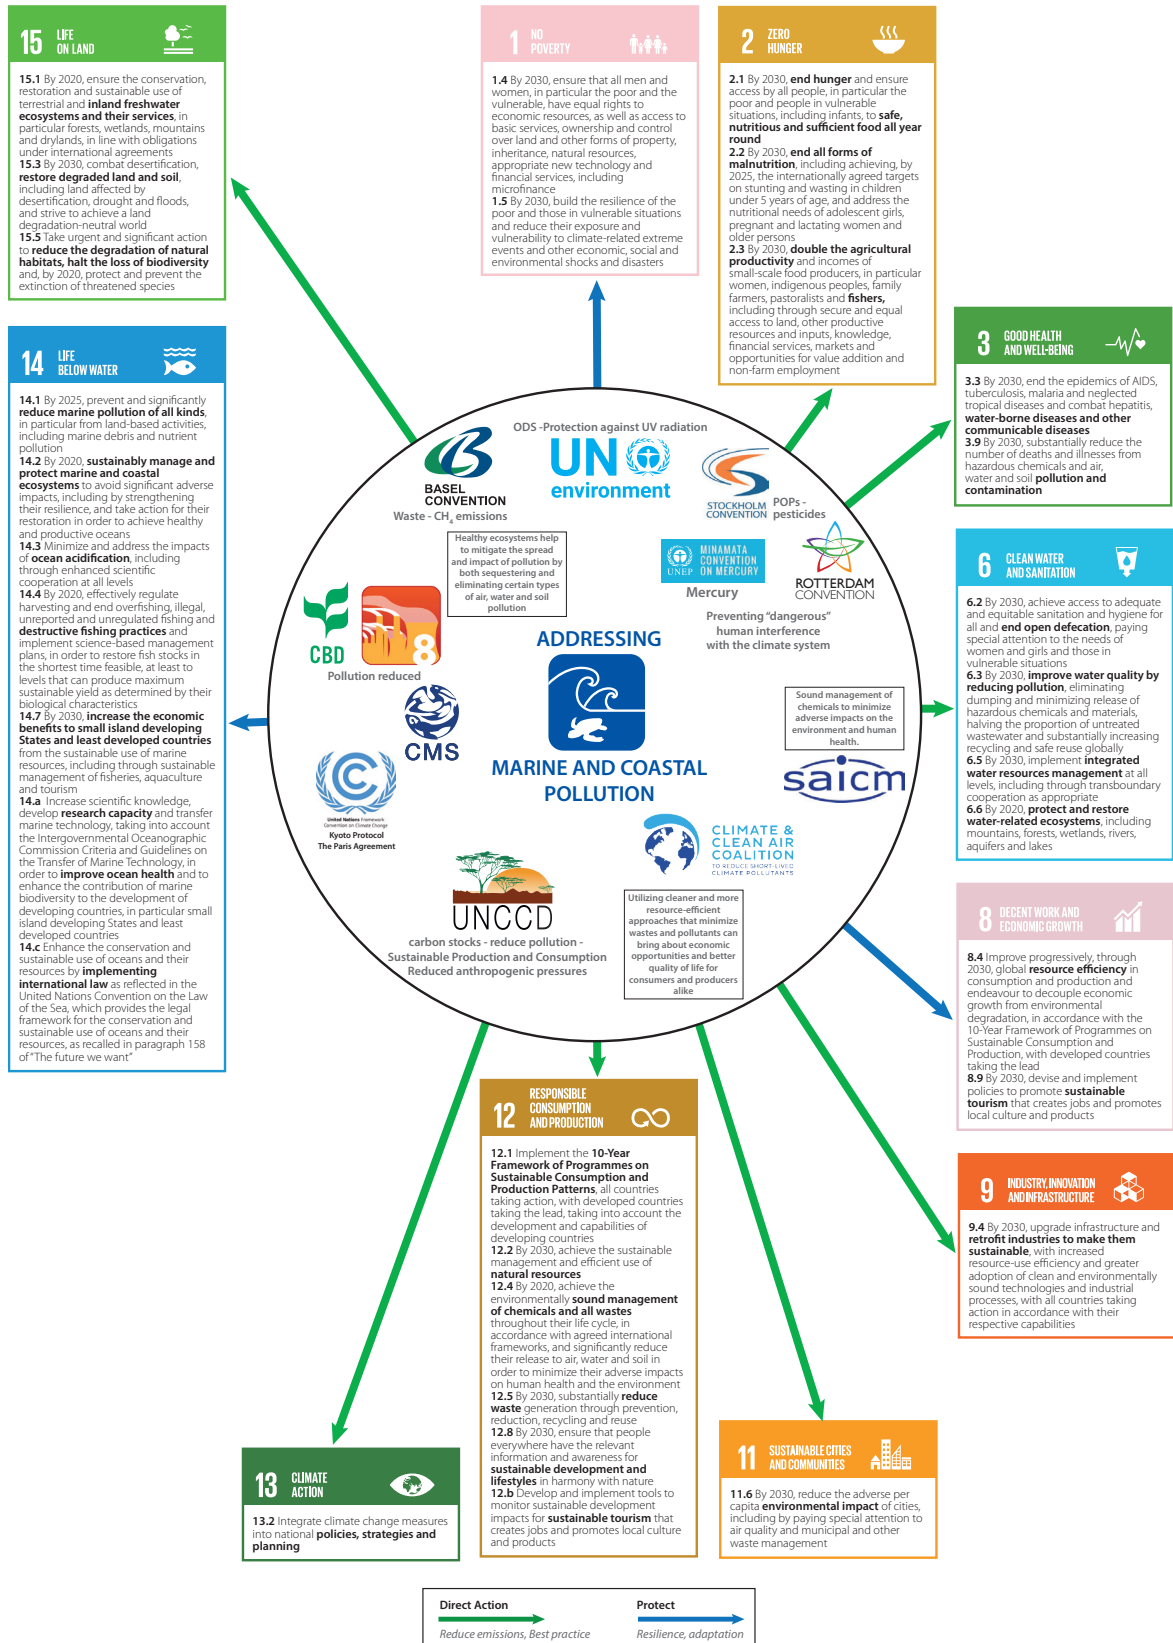 15 LIFE
ON LAND
15.1 By 2020, ensure the conservation,
restoration and sustainable use of
terrestrial and inland freshwater
ecosystems and their services, in
particular forests, wetlands, mountains
and drylands, in line with obligations
under international agreements
15.3 By 2030, combat desertification,
restore degraded land and soil,
including land affected by
desertification, drought and floods,
and strive to achieve a land
degradation-neutral world
15.5 Take urgent and significant action
to reduce the degradation of natural
habitats, halt the loss of biodiversity
and, by 2020, protect and prevent the
extinction of threatened species
1 NO
POVERTY
1.4 By 2030, ensure that all men and
women, in particular the poor and the
vulnerable, have equal rights to
economic resources, as well as access to
basic services, ownership and control
over land and other forms of property,
inheritance, natural resources,
appropriate new technology and
financial services, including
microfinance
1.5 By 2030, build the resilience of the
poor and those in vulnerable situations
and reduce their exposure and
vulnerability to climate-related extreme
events and other economic, social and
environmental shocks and disasters
2 ZERO
HUNGER
2.1 By 2030, end hunger and ensure
access by all people, in particular the
poor and people in vulnerable
situations, including infants, to safe,
nutritious and sufficient food all year
round
2.2 By 2030, end all forms of
malnutrition, including achieving, by
2025, the internationally agreed targets
on stunting and wasting in children
under 5 years of age, and address the
nutritional needs of adolescent girls,
pregnant and lactating women and
older persons
2.3 By 2030, double the agricultural
productivity and incomes of
small-scale food producers, in particular
women, indigenous peoples, family
farmers, pastoralists and fishers,
including through secure and equal
access to land, other productive
resources and inputs, knowledge,
financial services, markets and
opportunities for value addition and
non-farm employment
3 GOOD HEALTH
AND WELL-BEING
3.3 By 2030, end the epidemics of AIDS,
tuberculosis, malaria and neglected
tropical diseases and combat hepatitis,
water-borne diseases and other
communicable diseases
3.9 By 2030, substantially reduce the
number of deaths and illnesses from
hazardous chemicals and air,
water and soil pollution and
contamination
14 LIFE
BELOW WATER
14.1 By 2025, prevent and significantly
reduce marine pollution of all kinds,
in particular from land-based activities,
including marine debris and nutrient
pollution
14.2 By 2020, sustainably manage and
protect marine and coastal
ecosystems to avoid significant adverse
impacts, including by strengthening
their resilience, and take action for their
restoration in order to achieve healthy
and productive oceans
14.3 Minimize and address the impacts
of ocean acidification, including
through enhanced scientific
cooperation at all levels
14.4 By 2020, effectively regulate
harvesting and end overfishing, illegal,
unreported and unregulated fishing and
destructive fishing practices and
implement science-based management
plans, in order to restore fish stocks in
the shortest time feasible, at least to
levels that can produce maximum
sustainable yield as determined by their
biological characteristics
14.7 By 2030, increase the economic
benefits to small island developing
States and least developed countries
from the sustainable use of marine
resources, including through sustainable
management of fisheries, aquaculture
and tourism
14.a Increase scientific knowledge,
develop research capacity and transfer
marine technology, taking into account
the Intergovernmental Oceanographic
Commission Criteria and Guidelines on
the Transfer of Marine Technology, in
order to improve ocean health and to
enhance the contribution of marine
biodiversity to the development of
developing countries, in particular small
island developing States and least
developed countries
14.c Enhance the conservation and
sustainable use of oceans and their
resources by implementing
international law as reflected in the
United Nations Convention on the Law
of the Sea, which provides the legal
framework for the conservation and
sustainable use of oceans and their
resources, as recalled in paragraph 158
of "The future we want"
ODS -Protection against UV radiation
UN
environment
BASEL
CONVENTION
Waste - CH4 emissions
STOCKHOLM
CONVENTION
POPs -
pesticides
Healthy ecosystems help
to mitigate the spread
and impact of pollution by
both sequestering and
eliminating certain types
of air, water and soil
pollution
UNEP
MINAMATA
CONVENTION
ON MERCURY
Mercury
ROTTERDAM
CONVENTION
Preventing "dangerous"
human interference
with the climate system
CBD
8
Pollution reduced
CMS
ADDRESSING
MARINE AND COASTAL
POLLUTION
Sound management of
chemicals to minimize
adverse impacts on the
environment and human
health.
saicm
United Nations Framework
Convention on Climate Change
Kyoto Protocol
The Paris Agreement
CLIMATE &
CLEAN AIR
COALITION
TO REDUCE SHORT-LIVED
CLIMATE POLLUTANTS
UNCCD
carbon stocks - reduce pollution -
Sustainable Production and Consumption
Reduced anthropogenic pressures
Utilizing cleaner and more
resource-efficient
approaches that minimize
wastes and pollutants can
bring about economic
opportunities and better
quality of life for
consumers and producers
alike
6 CLEAN WATER
AND SANITATION
6.2 By 2030, achieve access to adequate
and equitable sanitation and hygiene for
all and end open defecation, paying
special attention to the needs of
women and girls and those in
vulnerable situations
6.3 By 2030, improve water quality by
reducing pollution, eliminating
dumping and minimizing release of
hazardous chemicals and materials,
halving the proportion of untreated
wastewater and substantially increasing
recycling and safe reuse globally
6.5 By 2030, implement integrated
water resources management at all
levels, including through transboundary
cooperation as appropriate
6.6 By 2020, protect and restore
water-related ecosystems, including
mountains, forests, wetlands, rivers,
aquifers and lakes
8 DECENT WORK AND
ECONOMIC GROWTH
8.4 Improve progressively, through
2030, global resource efficiency in
consumption and production and
endeavour to decouple economic
growth from environmental
degradation, in accordance with the
10-Year Framework of Programmes on
Sustainable Consumption and
Production, with developed countries
taking the lead
8.9 By 2030, devise and implement
policies to promote sustainable
tourism that creates jobs and promotes
local culture and products
9 INDUSTRY, INNOVATION
AND INFRASTRUCTURE
9.4 By 2030, upgrade infrastructure and
retrofit industries to make them
sustainable, with increased
resource-use efficiency and greater
adoption of clean and environmentally
sound technologies and industrial
processes, with all countries taking
action in accordance with their
respective capabilities
12 RESPONSIBLE
CONSUMPTION
AND PRODUCTION
12.1 Implement the 10-Year
Framework of Programmes on
Sustainable Consumption and
Production Patterns, all countries
taking action, with developed countries
taking the lead, taking into account the
development and capabilities of
developing countries
12.2 By 2030, achieve the sustainable
management and efficient use of
natural resources
12.4 By 2020, achieve the
environmentally sound management
of chemicals and all wastes
throughout their life cycle, in
accordance with agreed international
frameworks, and significantly reduce
their release to air, water and soil in
order to minimize their adverse impacts
on human health and the environment
12.5 By 2030, substantially reduce
waste generation through prevention,
reduction, recycling and reuse
12.8 By 2030, ensure that people
everywhere have the relevant
information and awareness for
sustainable development and
lifestyles in harmony with nature
12.b Develop and implement tools to
monitor sustainable development
impacts for sustainable tourism that
creates jobs and promotes local culture
and products
13 CLIMATE
ACTION
13.2 Integrate climate change measures
into national policies, strategies and
planning
11 SUSTAINABLE CITIES
AND COMMUNITIES
11.6 By 2030, reduce the adverse per
capita environmental impact of cities,
including by paying special attention to
air quality and municipal and other
waste management
Direct Action
Reduce emissions, Best practice
Protect
Resilience, adaptation